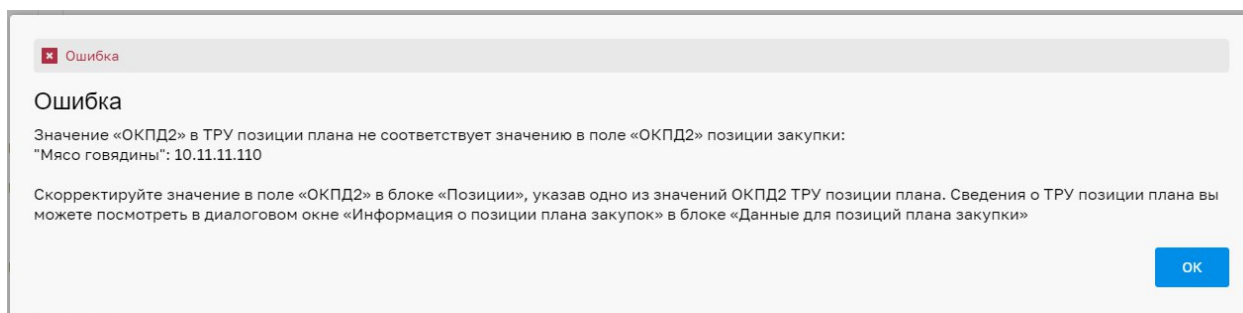 Ошибка
Ошибка
Значение «ОКПД2» в ТРУ позиции плана не соответствует значению в поле «ОКПД2» позиции закупки:
"Мясо говядины": 10.11.11.110
Скорректируйте значение в поле «ОКПД2» в блоке «Позиции», указав одно из значений ОКПД2 ТРУ позиции плана. Сведения о ТРУ позиции плана вы
можете посмотреть в диалоговом окне «Информация о позиции плана закупок» в блоке «Данные для позиций плана закупки»
ОК